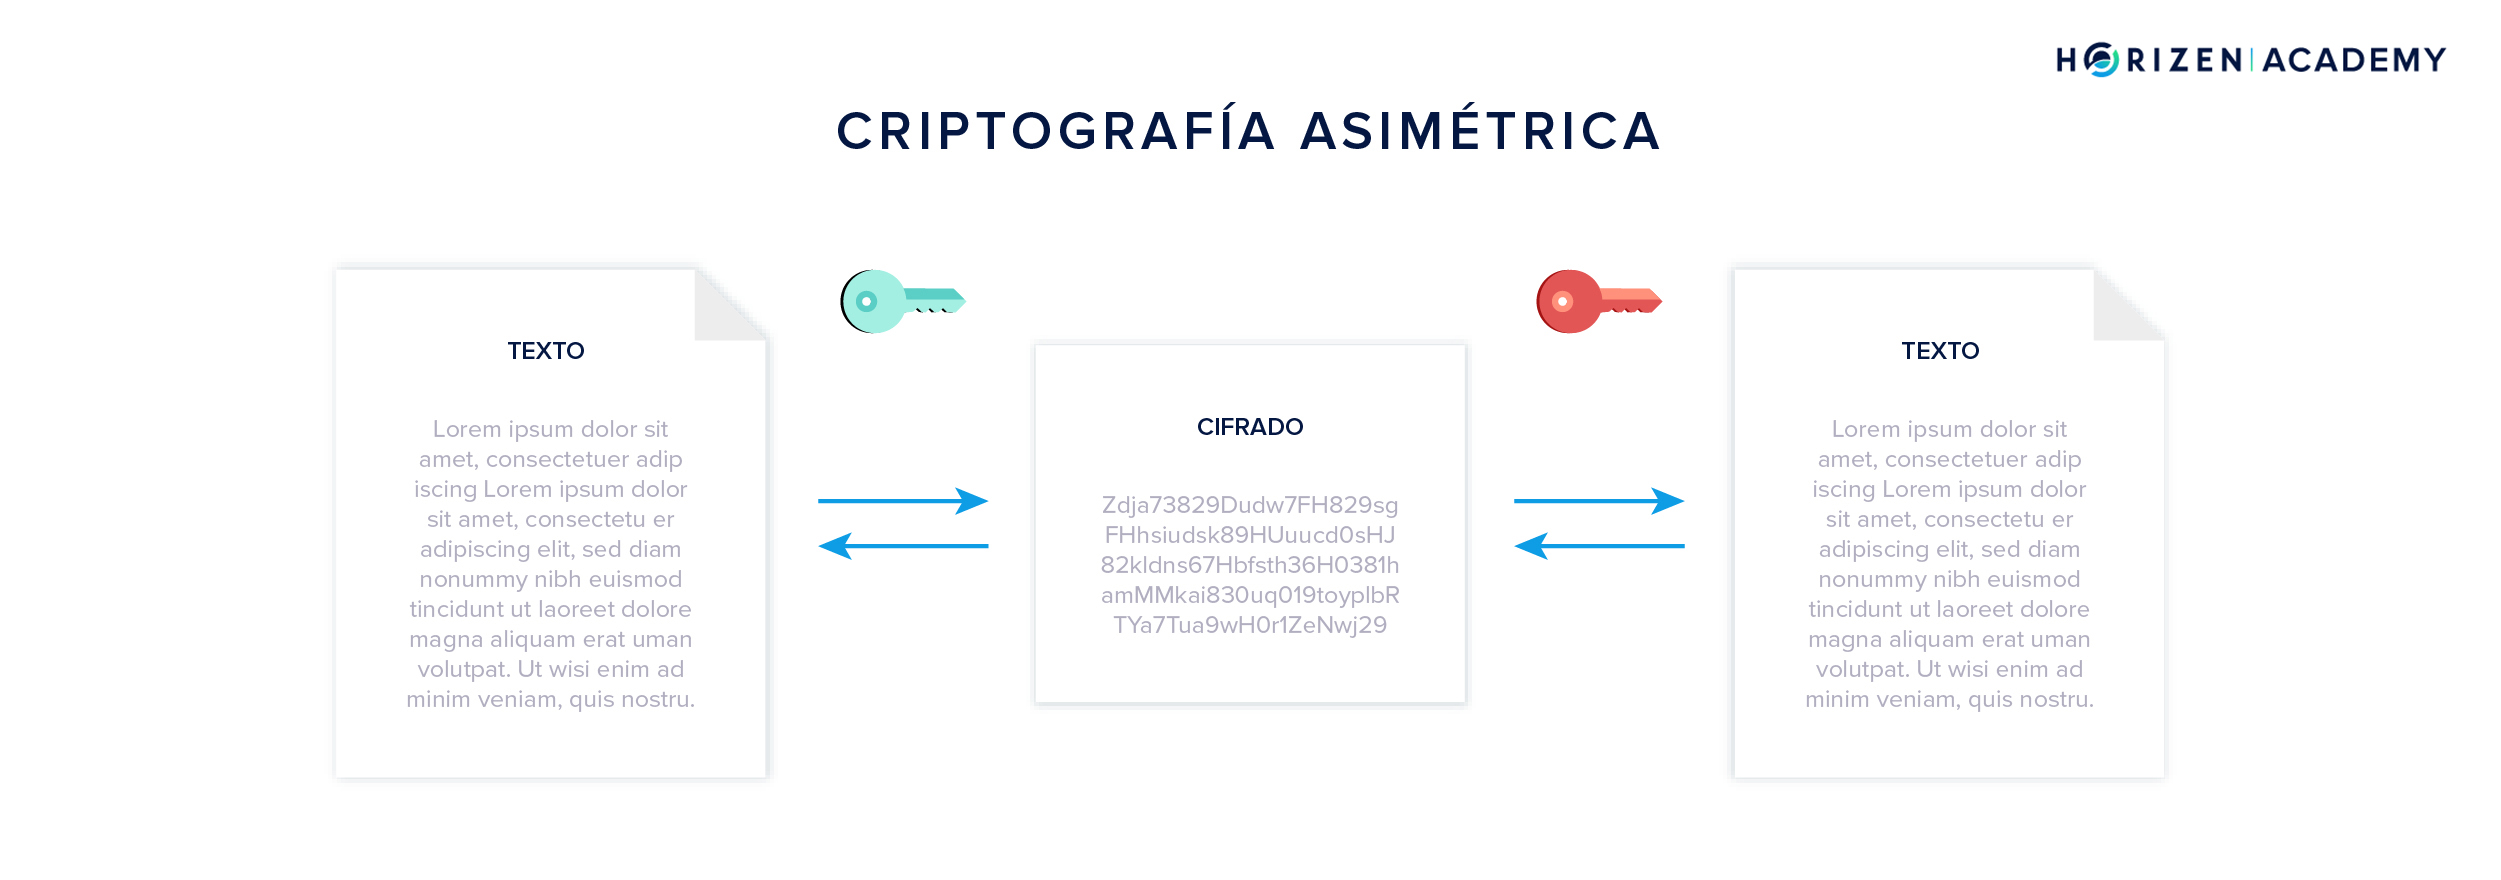 HORIZEN|ACADEMY
CRIPTOGRAFÍA ASIMÉTRICA
TEXTO
Lorem ipsum dolor sit
amet, consectetuer adip
iscing Lorem ipsum dolor
sit amet, consectetu er
adipiscing elit, sed diam
nonummy nibh euismod
tincidunt ut laoreet dolore
magna aliquam erat uman
volutpat. Ut wisi enim ad
minim veniam, quis nostru.
CIFRADO
Zdja73829Dudw7FH829sg
FHhsiudsk89HUuucd0sHJ
82kldns67Hbfsth36H0381h
amMMkai830uq019toyplbR
TYa7Tua9wH0r1ZeNwj29
TEXTO
Lorem ipsum dolor sit
amet, consectetuer adip
iscing Lorem ipsum dolor
sit amet, consectetu er
adipiscing elit, sed diam
nonummy nibh euismod
tincidunt ut laoreet dolore
magna aliquam erat uman
volutpat. Ut wisi enim ad
minim veniam, quis nostru.